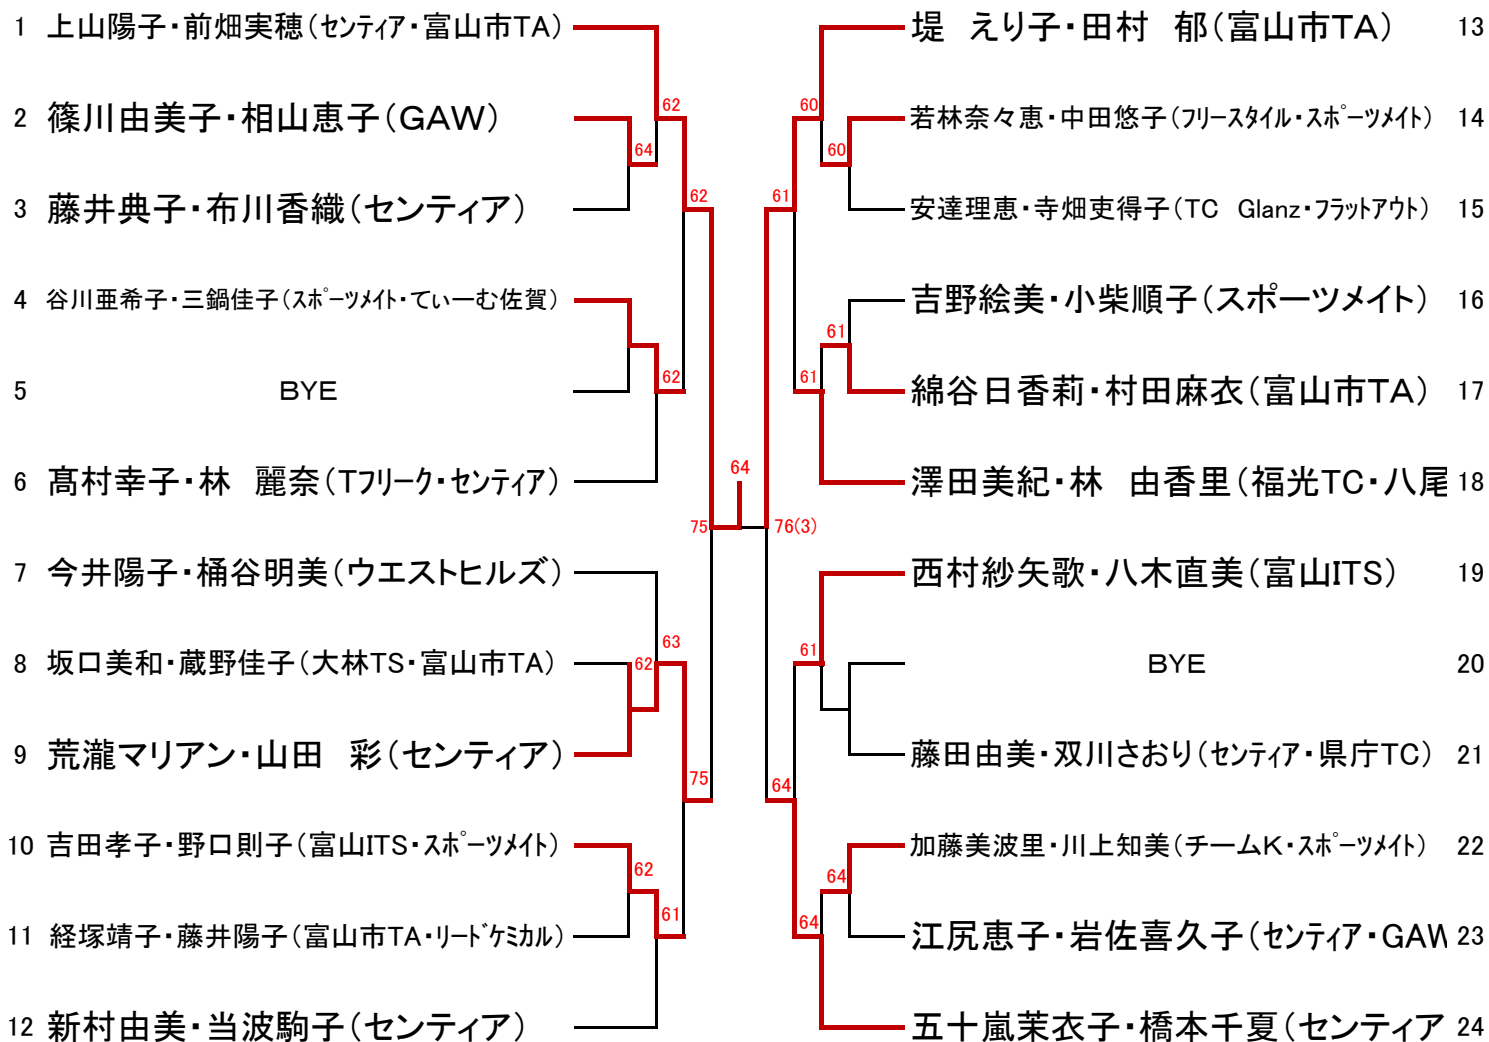 1 上山陽子・前畑実穂(センティア・富山市TA)
2 篠川由美子・相山恵子(GAW)
3 藤井典子・布川香織(センティア)
4 谷川亜希子・三鍋佳子(スポーツメイト・てぃーむ佐賀)
5 BYE
6 髙村幸子・林 麗奈(Tフリーク・センティア)
7 今井陽子・桶谷明美(ウエストヒルズ)
8 坂口美和・蔵野佳子(大林TS・富山市TA)
9 荒瀧マリアン・山田 彩(センティア)
10 吉田孝子・野口則子(富山ITS・スポーツメイト)
11 経塚靖子・藤井陽子(富山市TA・リードケミカル)
12 新村由美・当波駒子(センティア)
62
64
62
62
63
62
75
62
61
75
64
76(3)
60
60
61
61
61
61
64
64
64
堤 えり子・田村 郁(富山市TA) 13
若林奈々恵・中田悠子(フリースタイル・スポーツメイト) 14
安達理恵・寺畑吏得子(TC Glanz・フラットアウト) 15
吉野絵美・小柴順子(スポーツメイト) 16
綿谷日香莉・村田麻衣(富山市TA) 17
澤田美紀・林 由香里(福光TC・八尾 18
西村紗矢歌・八木直美(富山ITS) 19
BYE 20
藤田由美・双川さおり(センティア・県庁TC) 21
加藤美波里・川上知美(チームK・スポーツメイト) 22
江尻恵子・岩佐喜久子(センティア・GAW 23
五十嵐茉衣子・橋本千夏(センティア 24